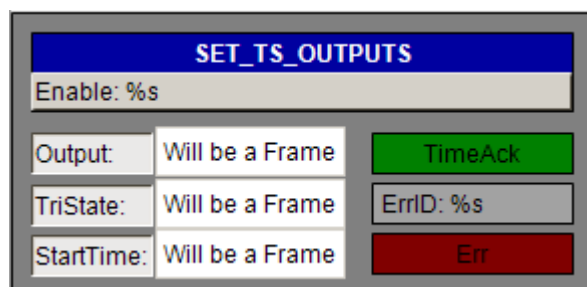 SET_TS_OUTPUTS
Enable: %s
Output: Will be a Frame TimeAck
TriState: Will be a Frame ErrID: %s
StartTime: Will be a Frame Err